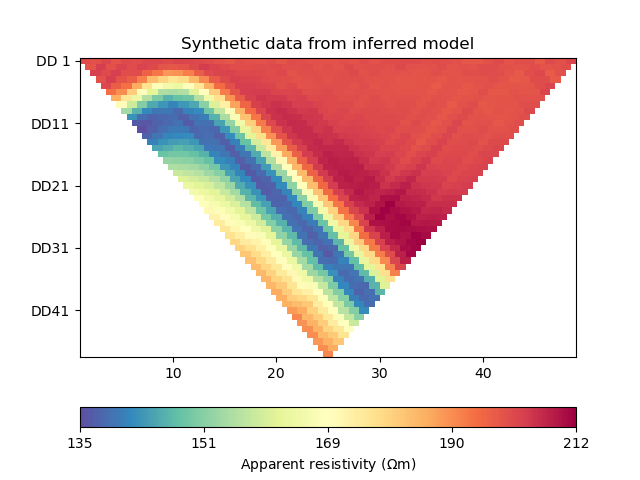 Synthetic data from inferred model
DD 1
DD11
DD21
DD31
DD41
10 20 30 40
135 151 169 190 212
Apparent resistivity (Ωm)